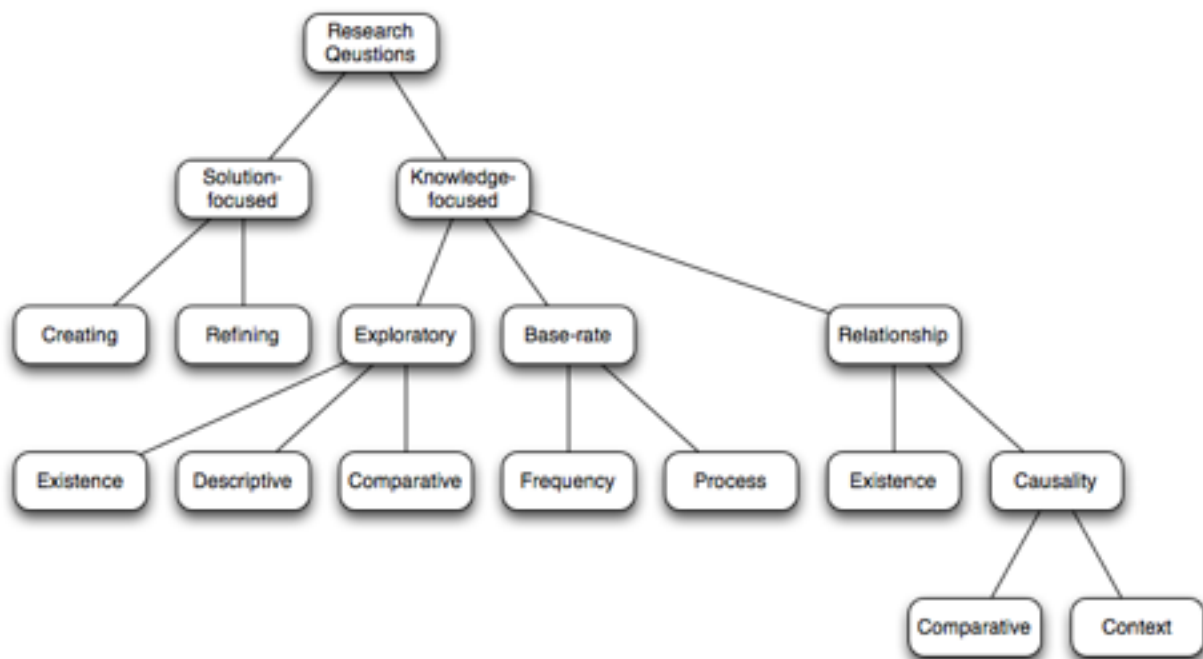 Research
Qeustions
Solution-
focused
Knowledge-
focused
Creating
Refining
Exploratory
Base-rate
Relationship
Existence
Descriptive
Comparative
Frequency
Process
Existence
Causality
Comparative
Context